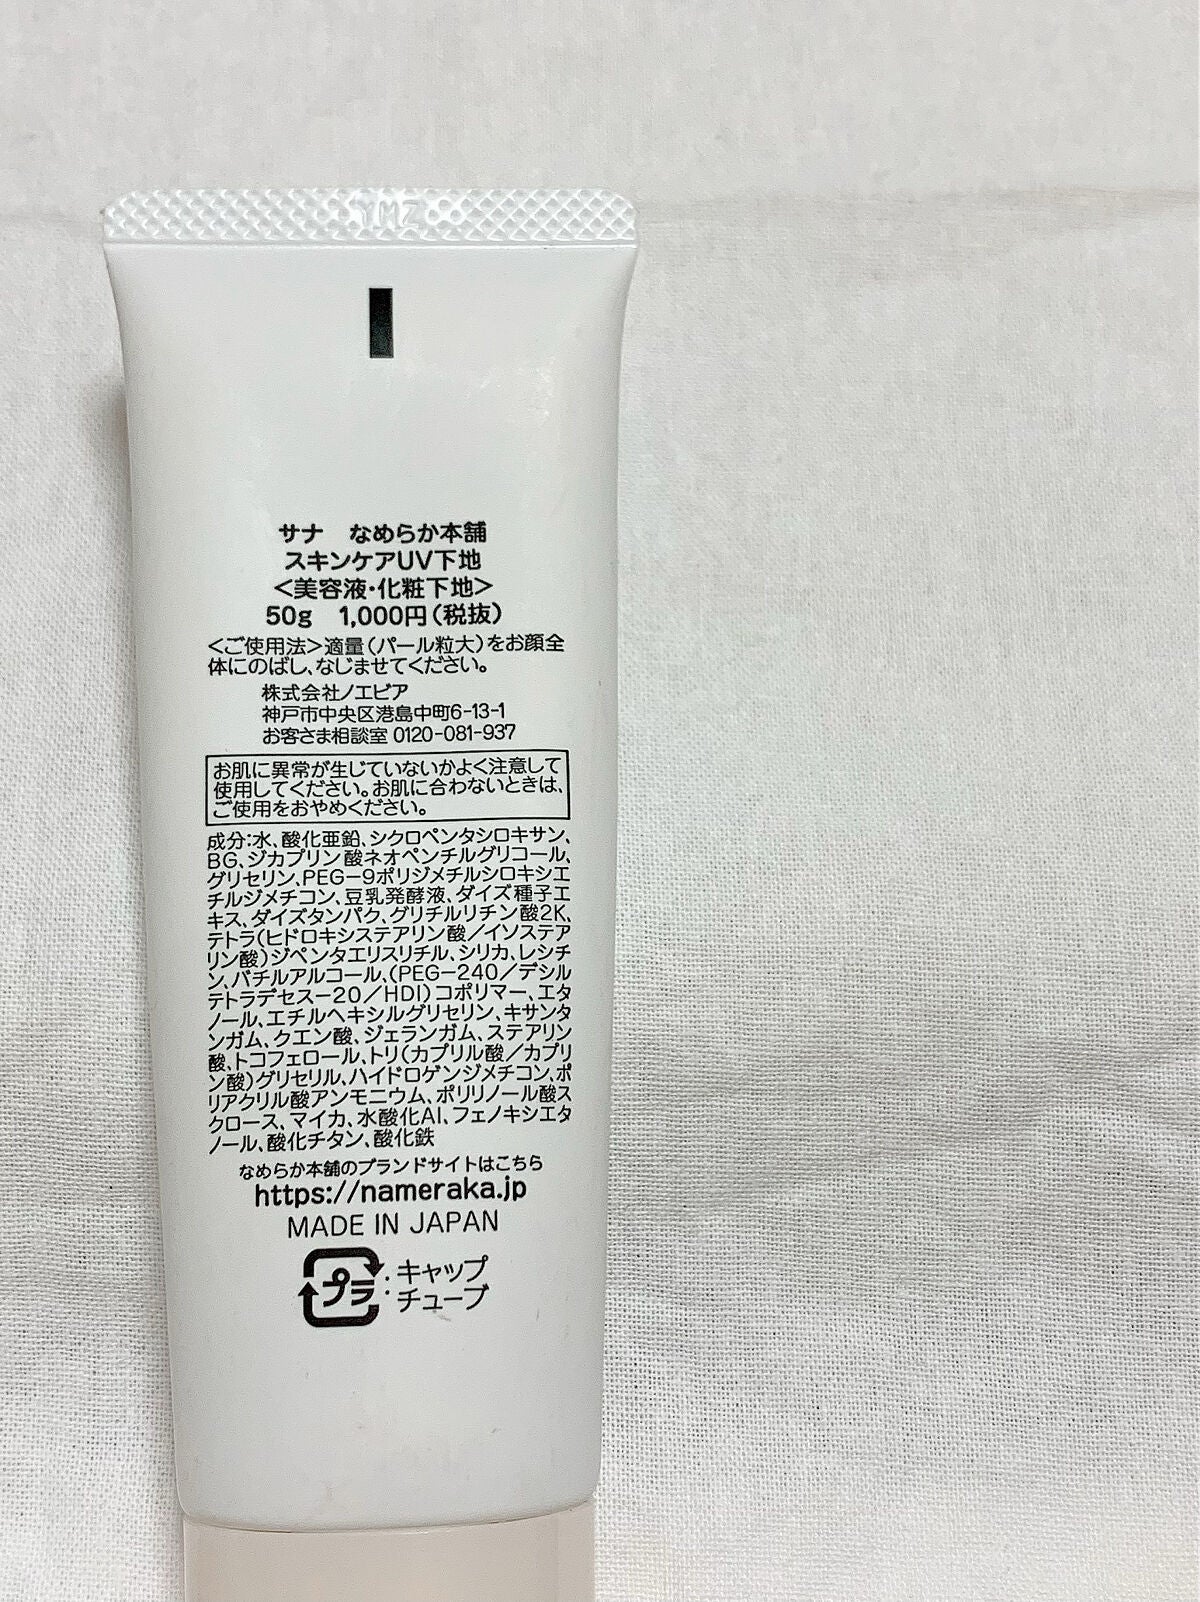 YMZ
サナ なめらか本舗
スキンケアUV下地
<美容液・化粧下地>
50g 1,000円(税抜)
<ご使用法>適量(パール粒大)をお顔全
体にのばし、なじませてください。
株式会社ノエビア
神戸市中央区港島中町6-13-1
お客さま相談室 0120-081-937
お肌に異常が生じていないかよく注意して
使用してください。お肌に合わないときは、
ご使用をおやめください。
成分:水、酸化亜鉛、シクロペンタシロキサン、
BG、ジカプリン酸ネオペンチルグリコール、
グリセリン、PEG-9ポリジメチルシロキシエ
チルジメチコン、豆乳発酵液、ダイズ種子エ
キス、ダイズタンパク、グリチルリチン酸2K、
テトラ(ヒドロキシステアリン酸/イソステア
リン酸)ジペンタエリスリチル、シリカ、レシチ
ン、バチルアルコール、(PEG-240/デシル
テトラデセス-20/HDI)コポリマー、エタ
ノール、エチルヘキシルグリセリン、キサンタ
ンガム、クエン酸、ジェランガム、ステアリン
酸、トコフェロール、トリ(カプリル酸/カプリ
ン酸)グリセリル、ハイドロゲンジメチコン、ポ
リアクリル酸アンモニウム、ポリリノール酸ス
クロース、マイカ、水酸化Al、フェノキシエタ
ノール、酸化チタン、酸化鉄
なめらか本舗のブランドサイトはこちら
https://nameraka.jp
MADE IN JAPAN
プラ:キャップ
チューブ